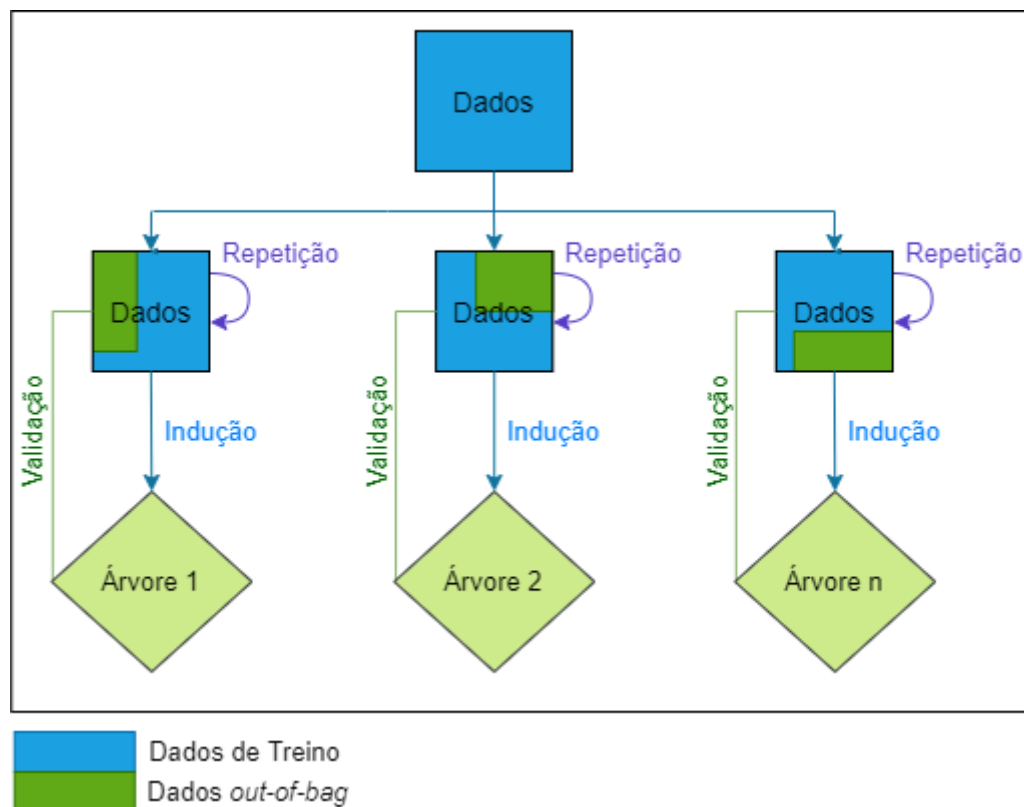 Dados
Repetição
Repetição
Repetição
Dados
Dados
Dados
Validação
Indução
Validação
Indução
Validação
Indução
Árvore 1
Árvore 2
Árvore n
Dados de Treino
Dados out-of-bag